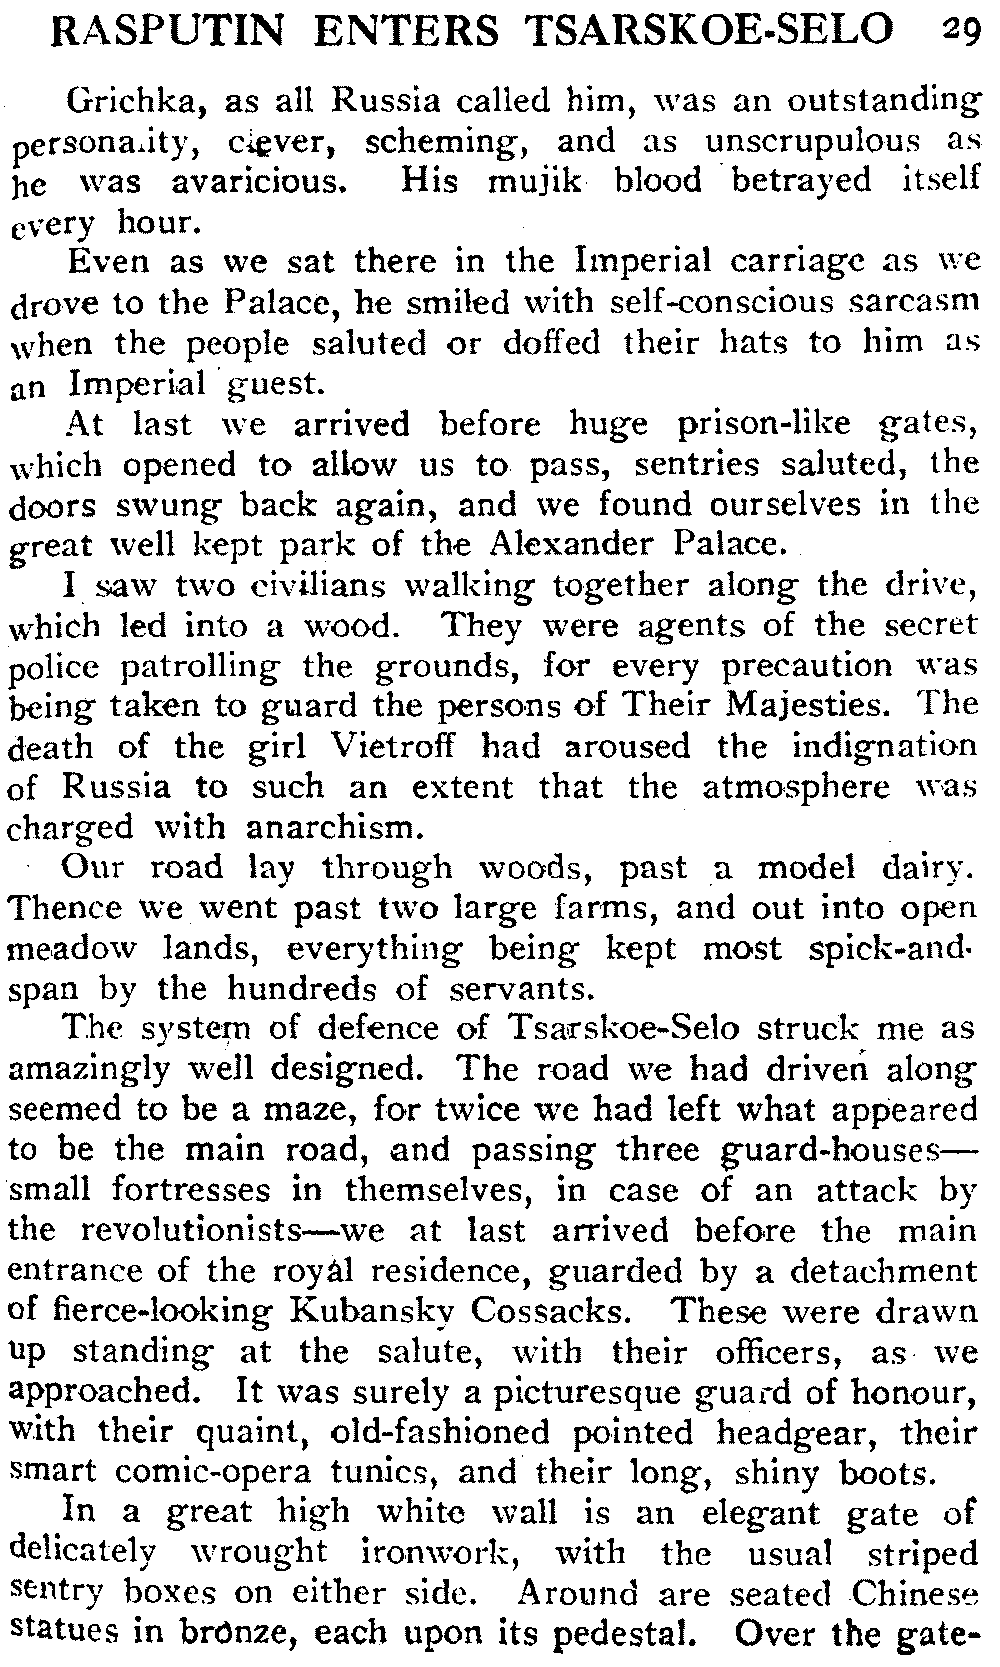 RASPUTIN ENTERS TSARSKOE-SELO 29
Grichka, as all Russia called him, was an outstanding
personality, clever, scheming, and as unscrupulous as
he was avaricious. His mujik blood betrayed itself
every hour.
Even as we sat there in the Imperial carriage as we
drove to the Palace, he smiled with self-conscious sarcasm
when the people saluted or doffed their hats to him as
an Imperial guest.
At last we arrived before huge prison-like gates,
which opened to allow us to pass, sentries saluted, the
doors swung back again, and we found ourselves in the
great well kept park of the Alexander Palace.
I saw two civilians walking together along the drive,
which led into a wood. They were agents of the secret
police patrolling the grounds, for every precaution was
being taken to guard the persons of Their Majesties. The
death of the girl Vietroff had aroused the indignation
of Russia to such an extent that the atmosphere was
charged with anarchism.
Our road lay through woods, past a model dairy.
Thence we went past two large farms, and out into open
meadow lands, everything being kept most spick-and-
span by the hundreds of servants.
The system of defence of Tsarskoe-Selo struck me as
amazingly well designed. The road we had driven along
seemed to be a maze, for twice we had left what appeared
to be the main road, and passing three guard-houses—
small fortresses in themselves, in case of an attack by
the revolutionists—we at last arrived before the main
entrance of the royal residence, guarded by a detachment
of fierce-looking Kubansky Cossacks. These were drawn
up standing at the salute, with their officers, as we
approached. It was surely a picturesque guard of honour,
with their quaint, old-fashioned pointed headgear, their
smart comic-opera tunics, and their long, shiny boots.
In a great high white wall is an elegant gate of
delicately wrought ironwork, with the usual striped
sentry boxes on either side. Around are seated Chinese
statues in bronze, each upon its pedestal. Over the gate-